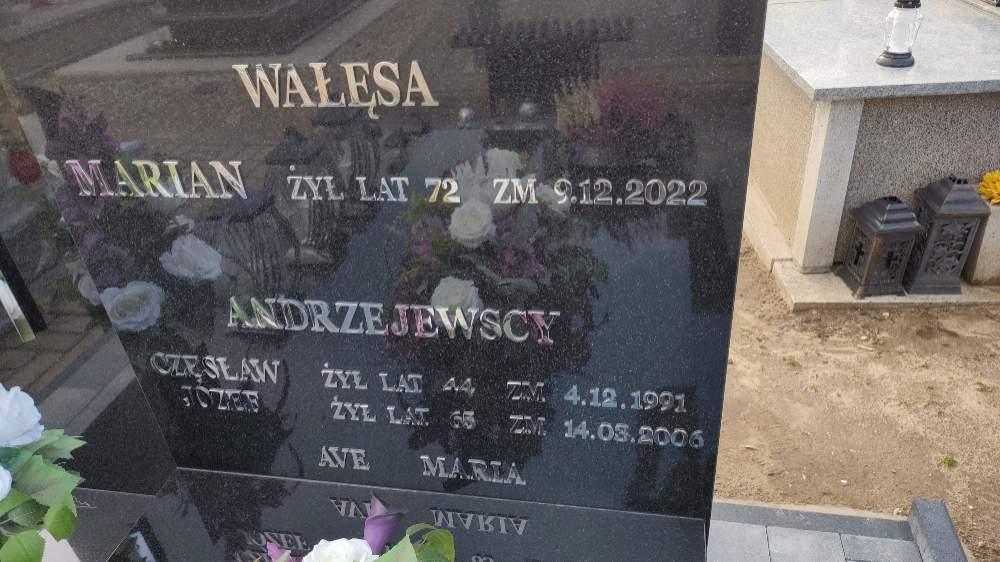 WAŁĘSA
MARIAN ŻYŁ LAT 72 ZM 9.12.2022
ANDRZEJEWSCY
CZĘSŁAW ŻYŁ LAT 44 ZM 4.12.1991
JÓZEF ŻYŁ LAT 65 ZM 14.03.2006
AVE MARIA